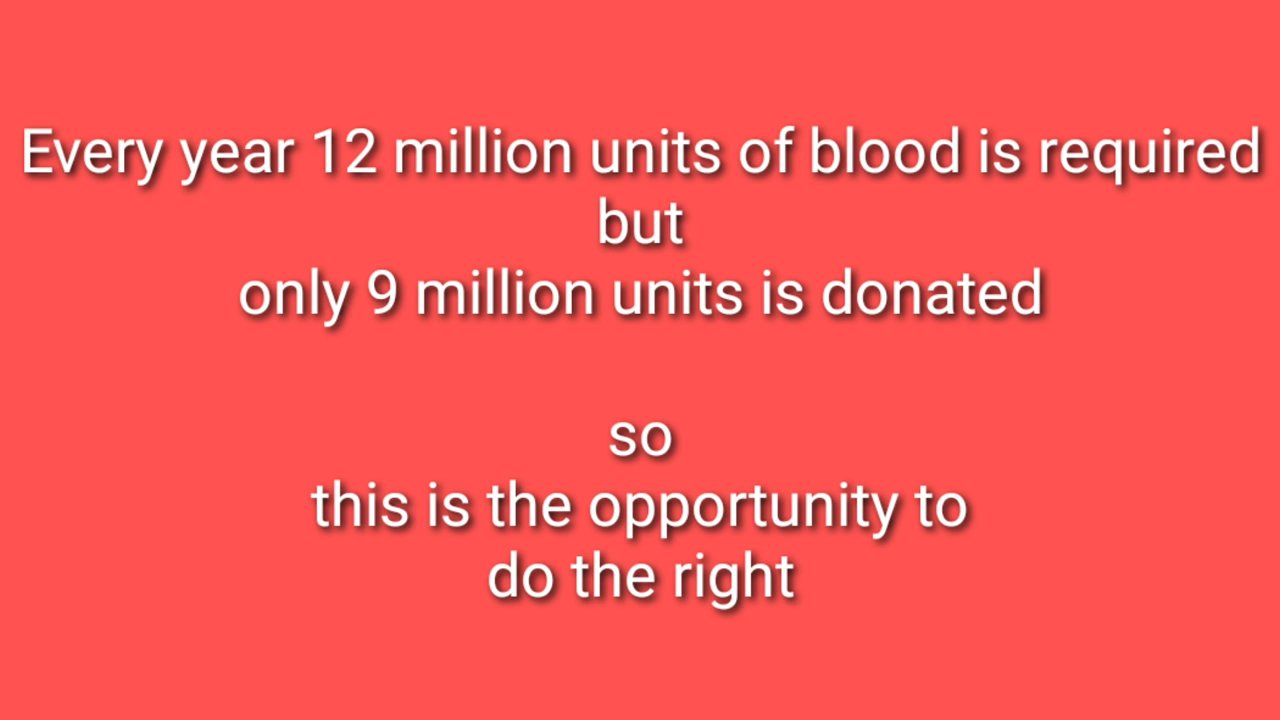 Every year 12 million units of blood is required
but
only 9 million units is donated
so
this is the opportunity to
do the right